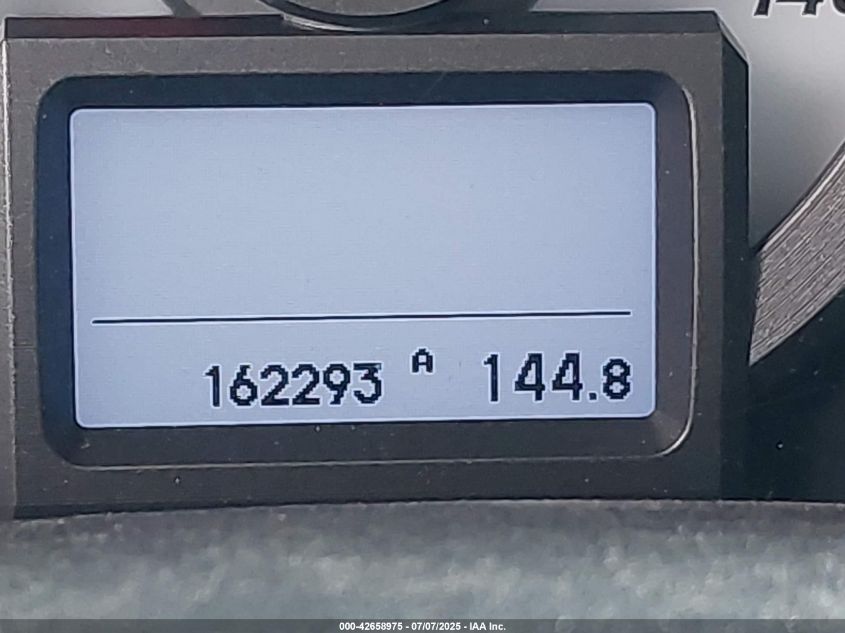 162293 A 144.8
000-42658975 - 07/07/2025 - IAA Inc.